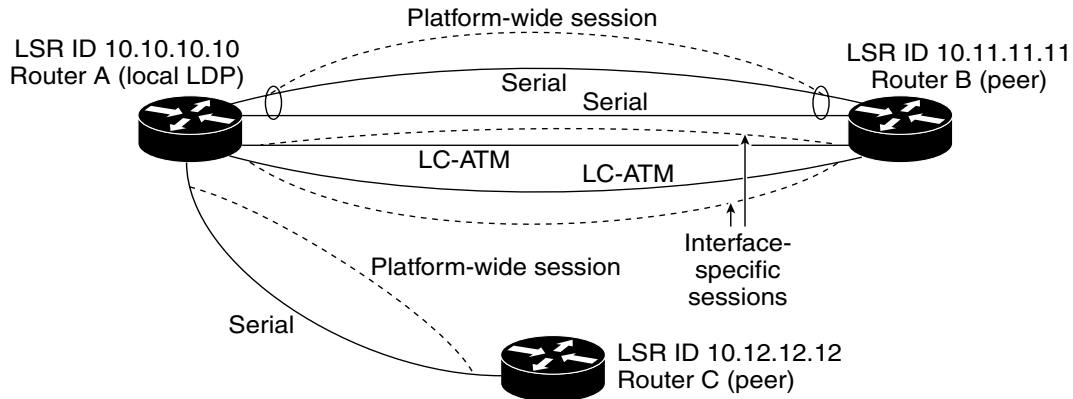 Platform-wide session
LSR ID 10.10.10.10
Router A (local LDP)
LSR ID 10.11.11.11
Router B (peer)
Serial
Serial
LC-ATM
LC-ATM
Interface-
specific
sessions
Platform-wide session
Serial
LSR ID 10.12.12.12
Router C (peer)